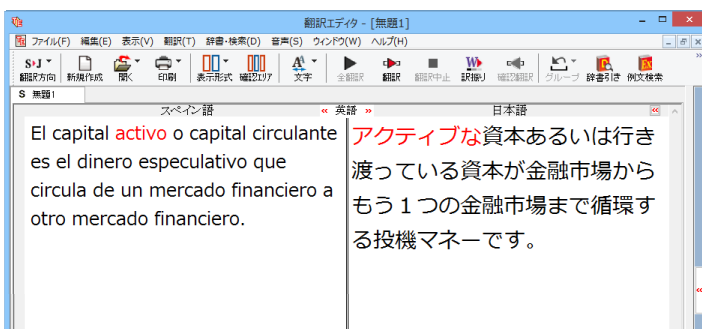 翻訳エディタ - [無題1]
ファイル(F) 編集(E) 表示(V) 翻訳(T) 辞書・検索(D) 音声(S) ウィンドウ(W) ヘルプ(H)
S›J
翻訳方向 新規作成 開く 印刷 表示形式 確認エリア 文字 全翻訳 翻訳 翻訳中止 訳振り 確認翻訳 グループ 辞書引き 例文検索
S 無題1
スペイン語 « 英語 » 日本語 «
El capital activo o capital circulante
es el dinero especulativo que
circula de un mercado financiero a
otro mercado financiero.
アクティブな資本あるいは行き
渡っている資本が金融市場から
もう１つの金融市場まで循環す
る投機マネーです。